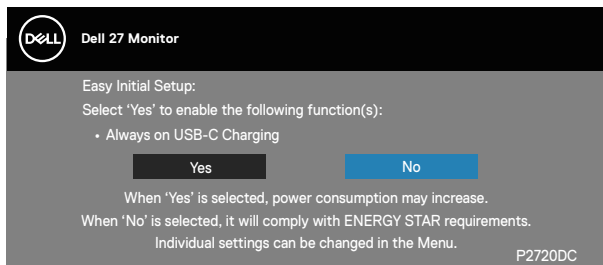 DELL
Dell 27 Monitor
Easy Initial Setup:
Select ‘Yes’ to enable the following function(s):
• Always on USB-C Charging
Yes
No
When ‘Yes’ is selected, power consumption may increase.
When ‘No’ is selected, it will comply with ENERGY STAR requirements.
Individual settings can be changed in the Menu.
P2720DC